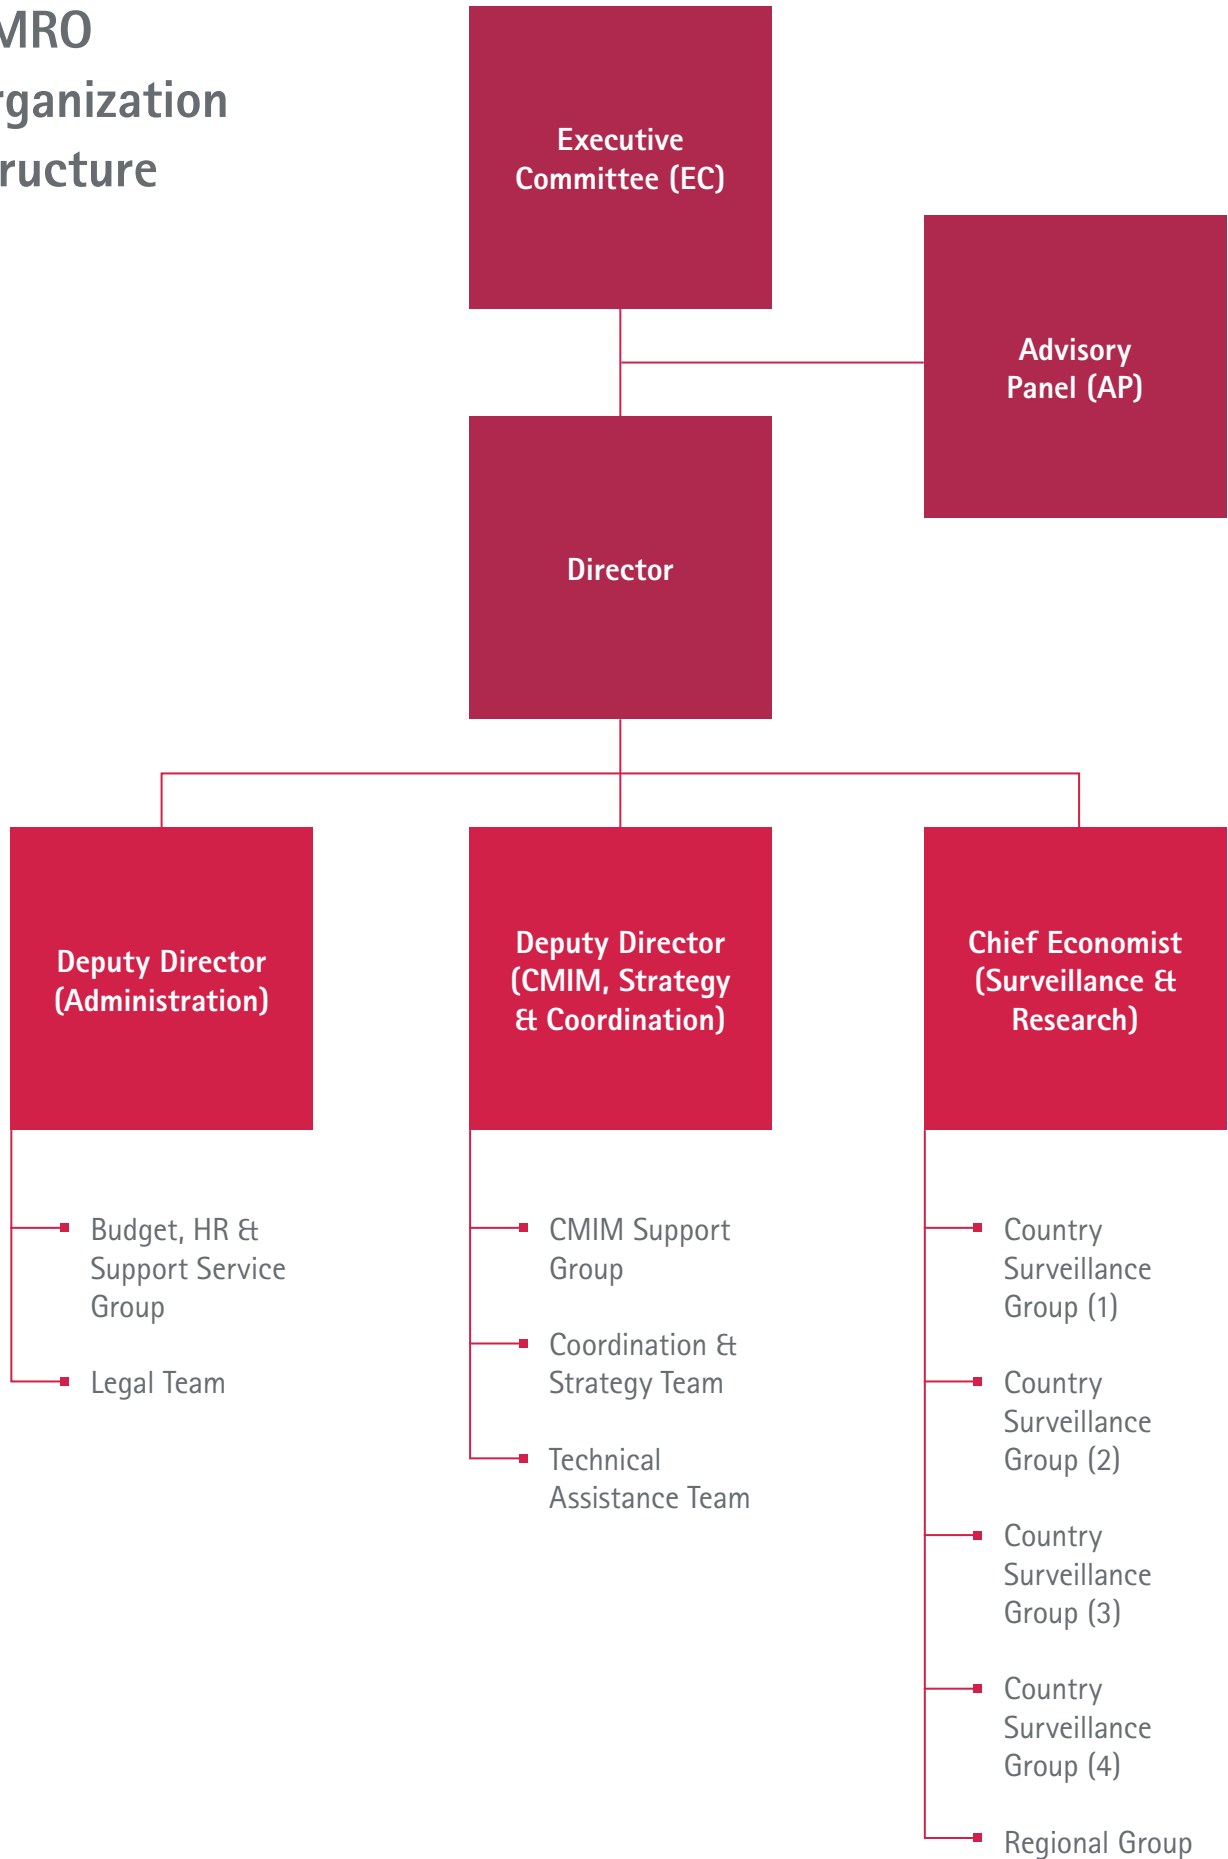 MRO
rganization
ructure
Executive
Committee (EC)
Advisory
Panel (AP)
Director
Deputy Director
(Administration)
Deputy Director
(CMIM, Strategy
& Coordination)
Chief Economist
(Surveillance &
Research)
Budget, HR &
Support Service
Group
Legal Team
CMIM Support
Group
Coordination &
Strategy Team
Technical
Assistance Team
Country
Surveillance
Group (1)
Country
Surveillance
Group (2)
Country
Surveillance
Group (3)
Country
Surveillance
Group (4)
Regional Group